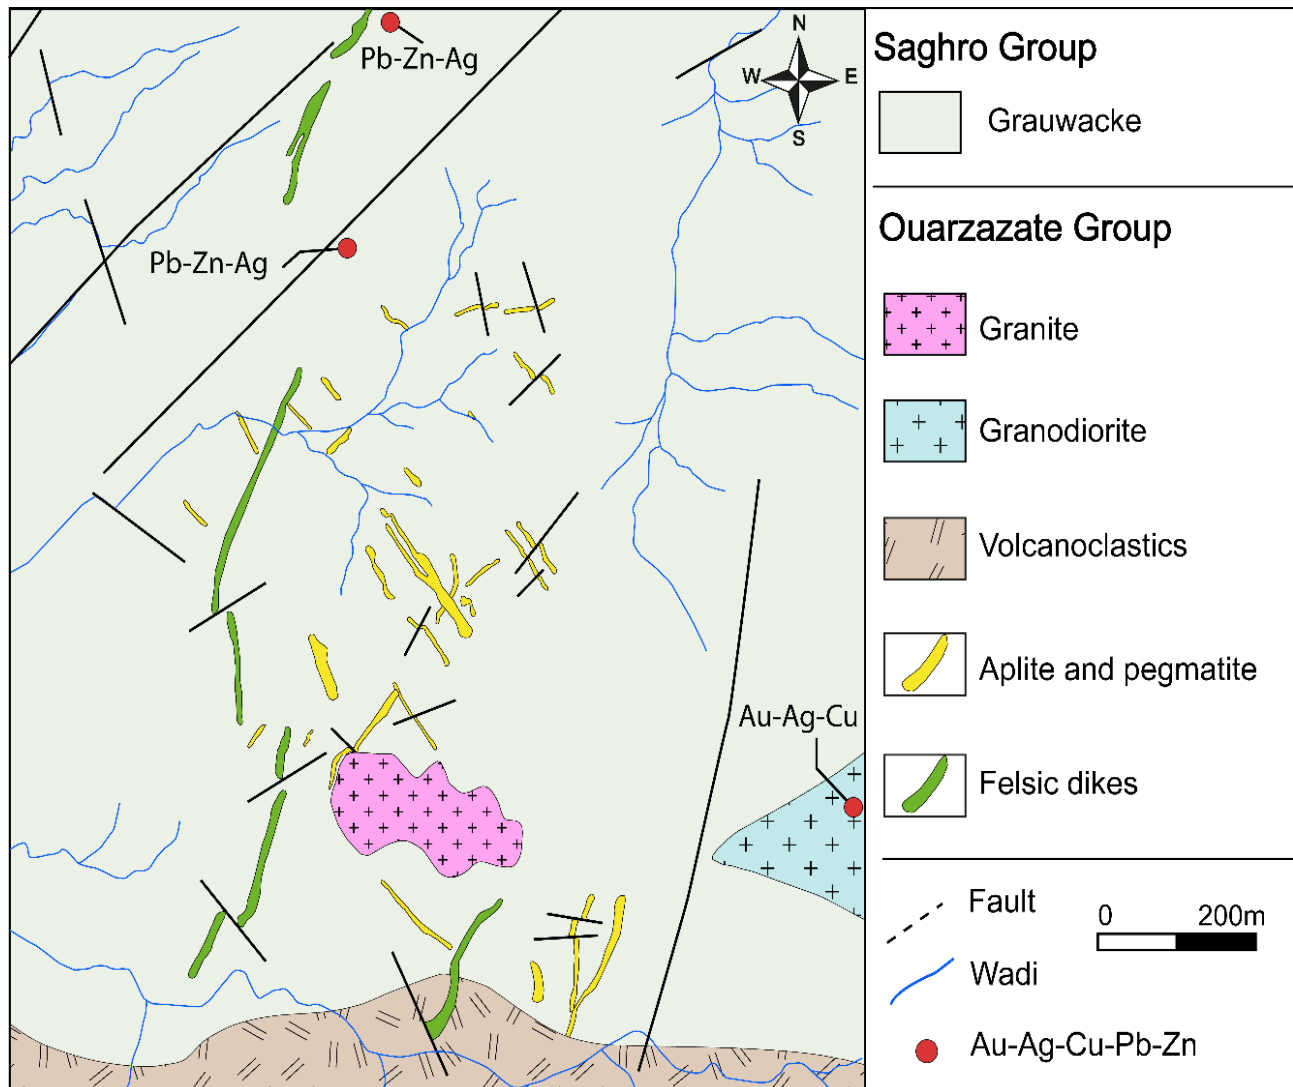 Pb-Zn-Ag
N
W E
S
Pb-Zn-Ag
Au-Ag-Cu
Saghro Group
Grauwacke
Ouarzazate Group
Granite
Granodiorite
Volcanoclastics
Aplite and pegmatite
Felsic dikes
Fault
0 200m
Wadi
Au-Ag-Cu-Pb-Zn